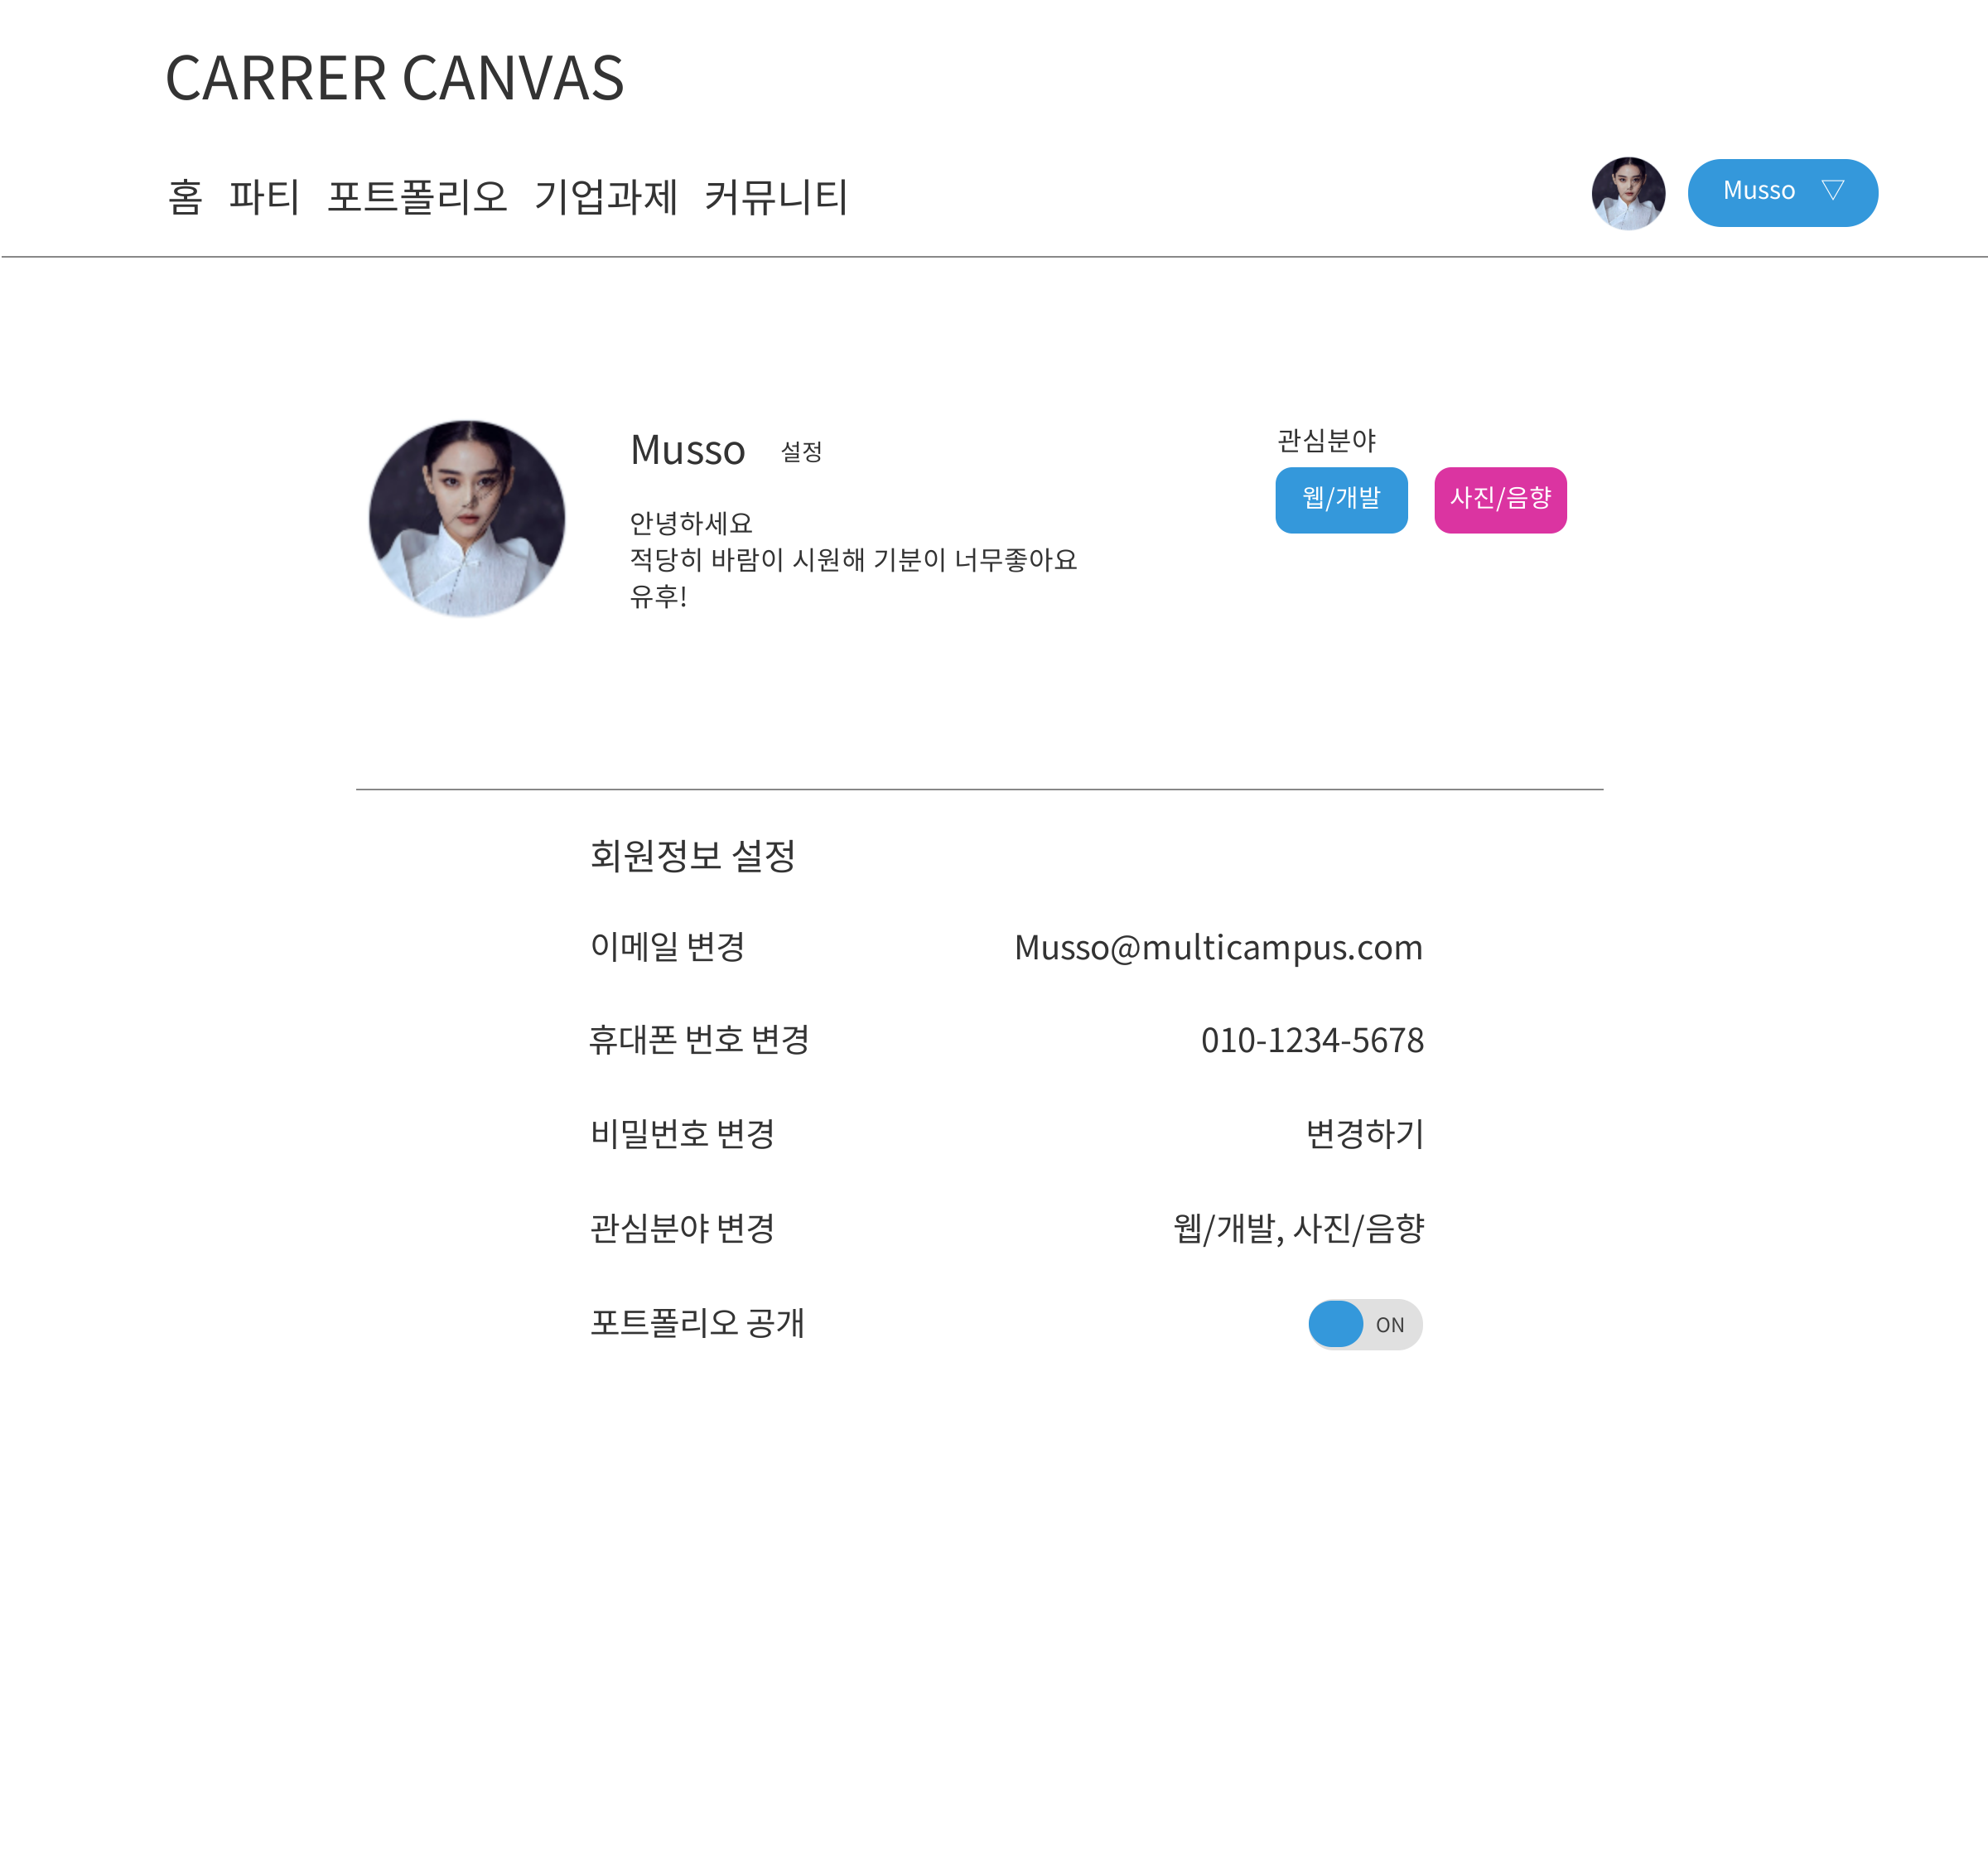 CARRER CANVAS
홈 파티 포트폴리오 기업과제 커뮤니티
Musso ▽
Musso 설정
안녕하세요
적당히 바람이 시원해 기분이 너무좋아요
유후!
관심분야
웹/개발 사진/음향
회원정보 설정
이메일 변경 Musso@multicampus.com
휴대폰 번호 변경 010-1234-5678
비밀번호 변경 변경하기
관심분야 변경 웹/개발, 사진/음향
포트폴리오 공개 ON